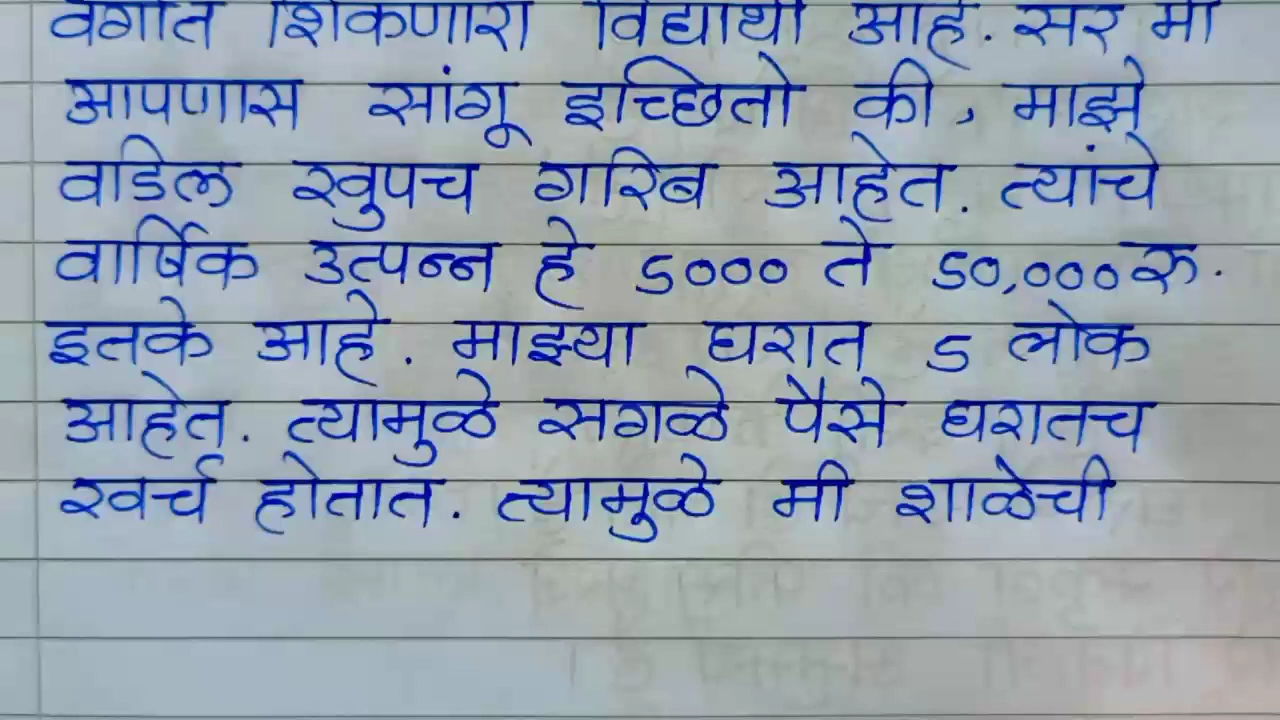 वर्गात शिकणारा विद्यार्थी आहे. सर मी
आपणास सांगू इच्छितो की, माझे
वडिल खुपच गरिब आहेत. त्यांचे
वार्षिक उत्पन्न हे 5000 ते 50,000 रु.
इतके आहे. माझ्या घरात 5 लोक
आहेत. त्यामुळे सगळे पैसे घरातच
खर्च होतात. त्यामुळे मी शाळेची